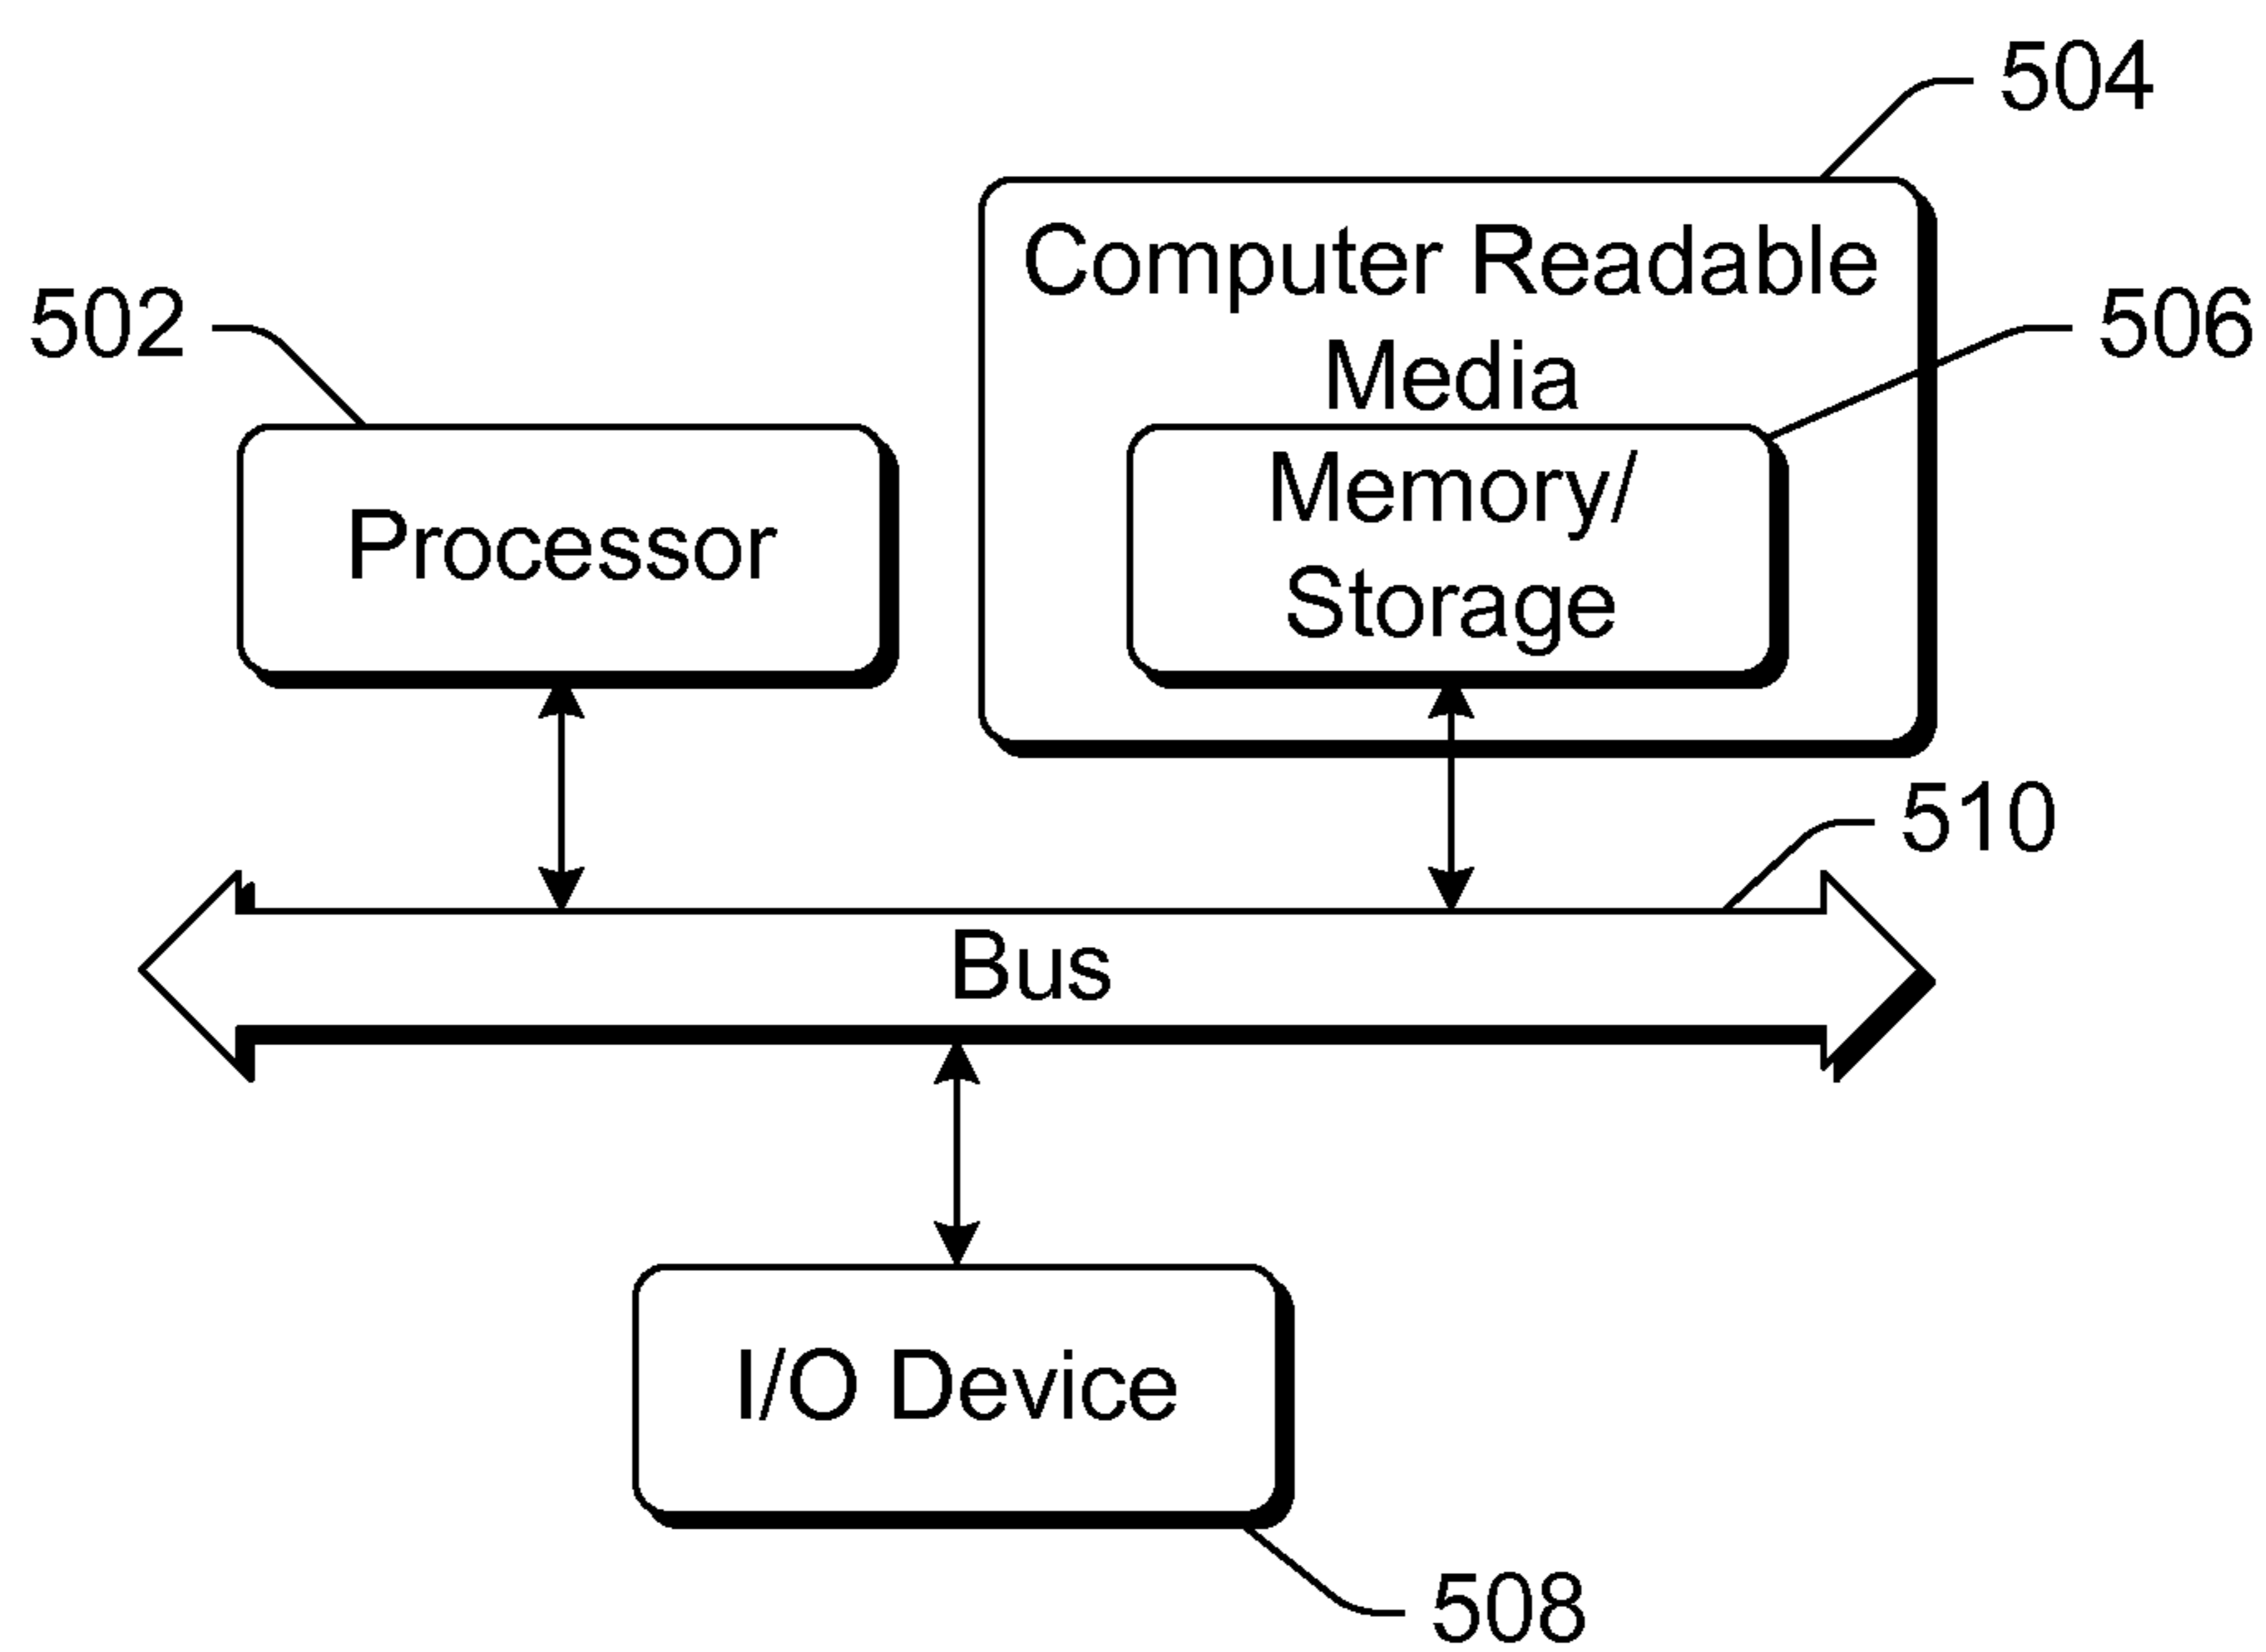 504
Computer Readable
Media
502
506
Memory/
Storage
Processor
510
Bus
I/O Device
508